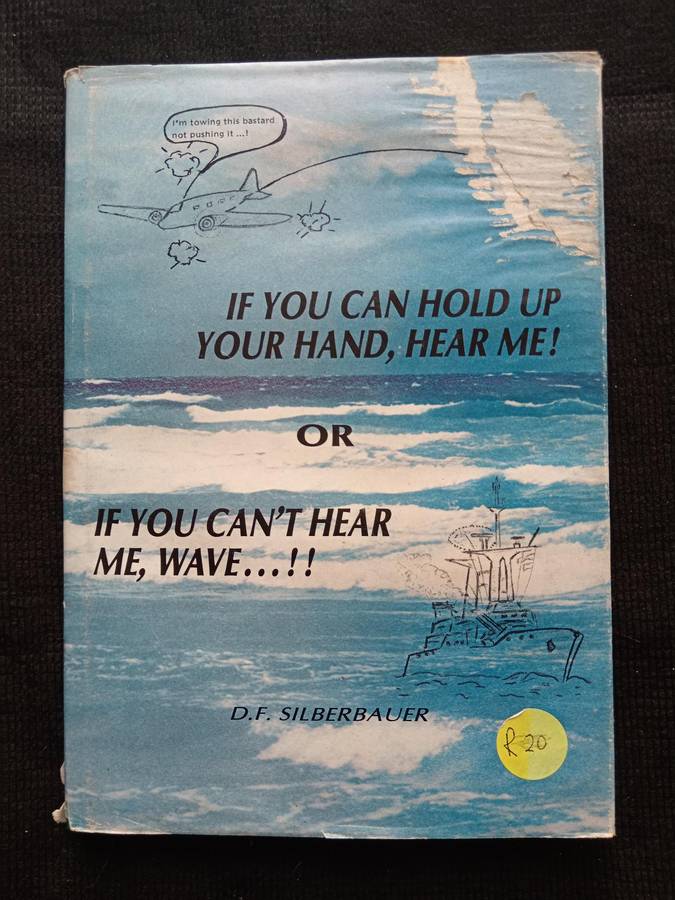 I'm towing this bastard
not pushing it ...!
IF YOU CAN HOLD UP
YOUR HAND, HEAR ME!
OR
IF YOU CAN'T HEAR
ME, WAVE...!!
D.F. SILBERBAUER
R 20